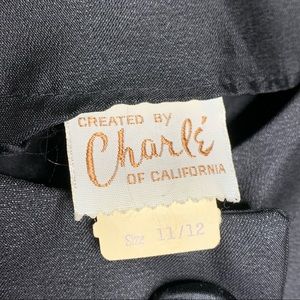 CREATED BY
Charlé
OF CALIFORNIA
Size 11/12